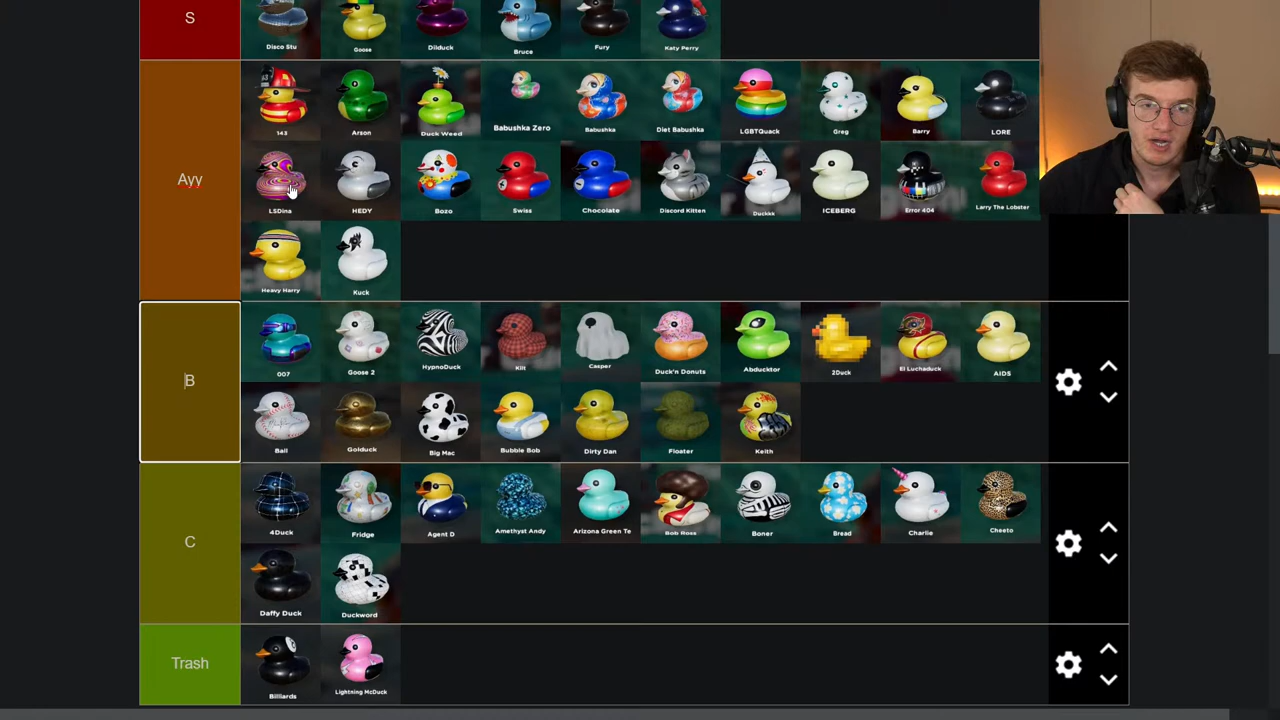 S
Disco Stu
Goose
Dilduck
Bruce
Fury
Katy Perry
Ayy
143
Arson
Duck Weed
Babushka Zero
Babushka
Diet Babushka
LGBTQuack
Greg
Barry
LORE
LSDina
HEDY
Bozo
Swiss
Chocolate
Discord Kitten
Duckkk
ICEBERG
Error 404
Larry The Lobster
Heavy Harry
Kuck
B
007
Goose 2
HypnoDuck
Kilt
Casper
Duck'n Donuts
Abducktor
2Duck
El Luchaduck
AIDS
Ball
Golduck
Big Mac
Bubble Bob
Dirty Dan
Floater
Keith
C
4Duck
Fridge
Agent D
Amethyst Andy
Arizona Green Te
Bob Ross
Boner
Bread
Charlie
Cheeto
Daffy Duck
Duckword
Trash
Billiards
Lightning McDuck